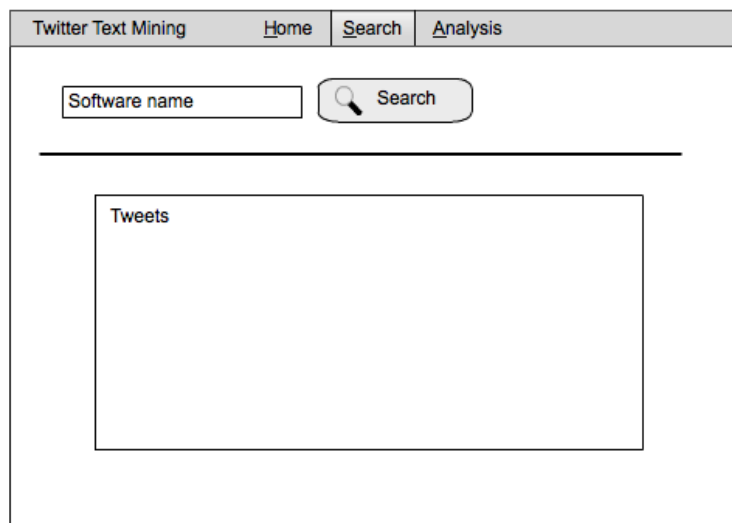 Twitter Text Mining Home Search Analysis
Software name Search
Tweets